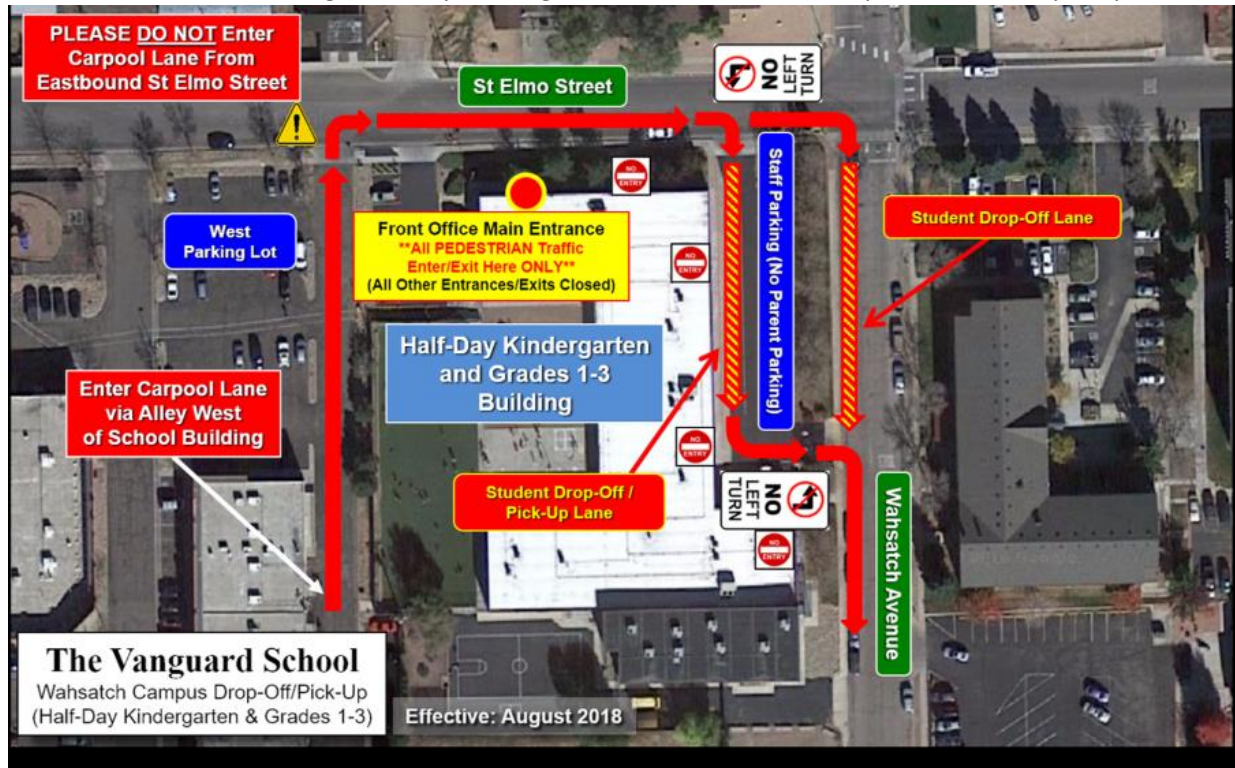 PLEASE DO NOT Enter
Carpool Lane From
Eastbound St Elmo Street
St Elmo Street
NO
LEFT
TURN
West
Parking Lot
Front Office Main Entrance
**All PEDESTRIAN Traffic
Enter/Exit Here ONLY**
(All Other Entrances/Exits Closed)
NO
ENTRY
NO
ENTRY
Staff Parking (No Parent Parking)
Student Drop-Off Lane
Half-Day Kindergarten
and Grades 1-3
Building
Enter Carpool Lane
via Alley West
of School Building
NO
ENTRY
Student Drop-Off /
Pick-Up Lane
NO
LEFT
TURN
NO
ENTRY
Wahsatch Avenue
The Vanguard School
Wahsatch Campus Drop-Off/Pick-Up
(Half-Day Kindergarten & Grades 1-3)
Effective: August 2018